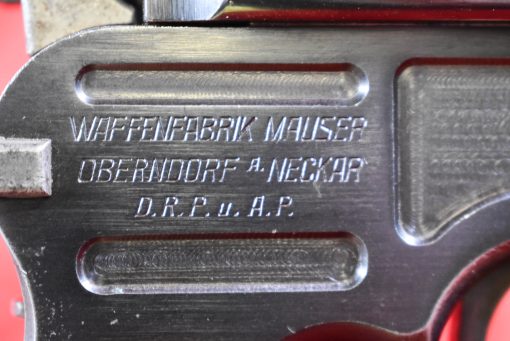 WAFFENFABRIK MAUSER
OBERNDORF A. NECKAR
D.R.P. u. A.P.